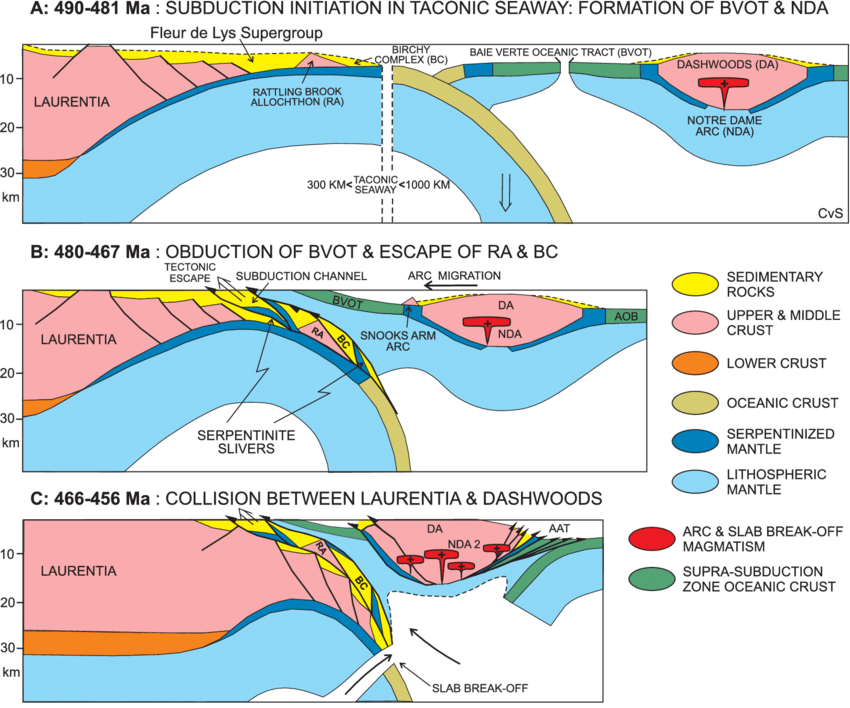 A: 490-481 Ma : SUBDUCTION INITIATION IN TACONIC SEAWAY: FORMATION OF BVOT & NDA
Fleur de Lys Supergroup
BIRCHY
COMPLEX (BC)
BAIE VERTE OCEANIC TRACT (BVOT)
DASHWOODS (DA)
LAURENTIA
RATTLING BROOK
ALLOCHTHON (RA)
NOTRE DAME
ARC (NDA)
10
20
30
km
300 KM TACONIC SEAWAY 1000 KM
CvS
B: 480-467 Ma : OBDUCTION OF BVOT & ESCAPE OF RA & BC
TECTONIC
ESCAPE
SUBDUCTION CHANNEL
ARC MIGRATION
BVOT
DA
NDA
AOB
SNOOKS ARM
ARC
LAURENTIA
RA
BC
10
20
30
km
SERPENTINITE
SLIVERS
SEDIMENTARY
ROCKS
UPPER & MIDDLE
CRUST
LOWER CRUST
OCEANIC CRUST
SERPENTINIZED
MANTLE
LITHOSPHERIC
MANTLE
ARC & SLAB BREAK-OFF
MAGMATISM
SUPRA-SUBDUCTION
ZONE OCEANIC CRUST
C: 466-456 Ma : COLLISION BETWEEN LAURENTIA & DASHWOODS
DA
AAT
NDA 2
RA
BC
LAURENTIA
10
20
30
km
SLAB BREAK-OFF